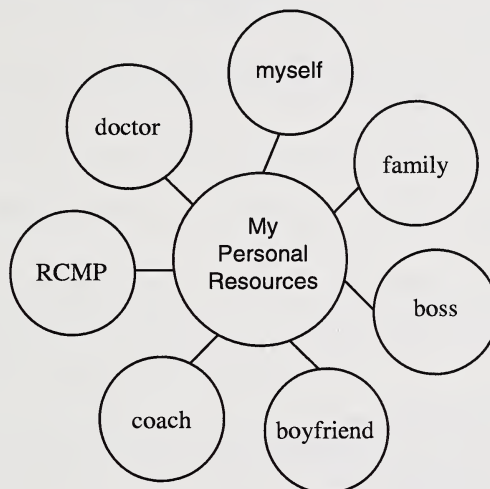 myself
doctor
family
My
Personal
Resources
RCMP
boss
coach
boyfriend